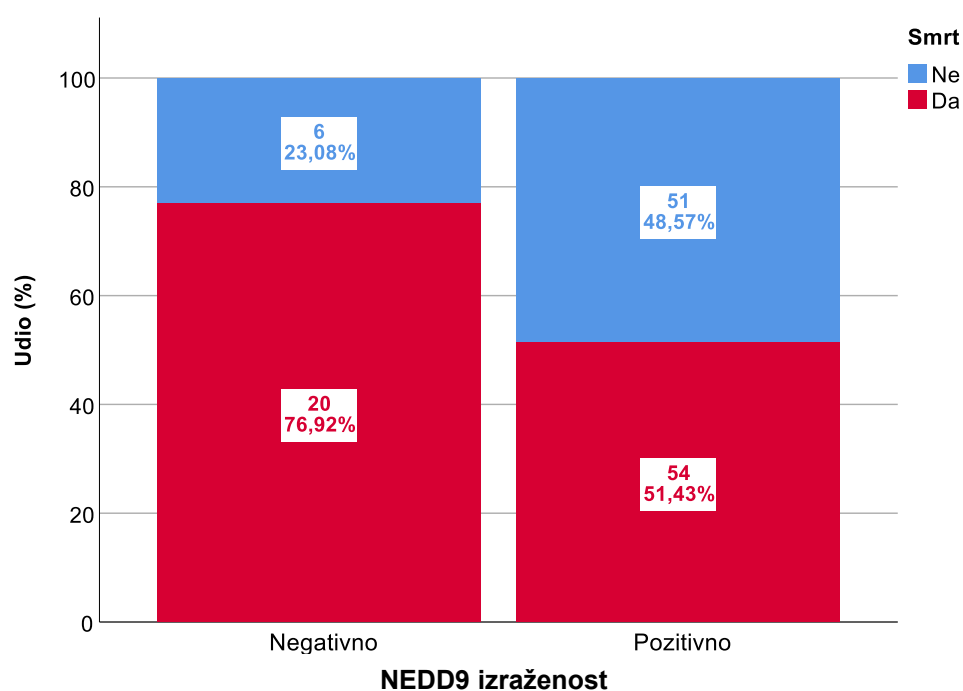 Smrt
Ne
Da
Udio (%)
100
80
60
40
20
0
6
23,08%
20
76,92%
51
48,57%
54
51,43%
Negativno
Pozitivno
NEDD9 izraženost